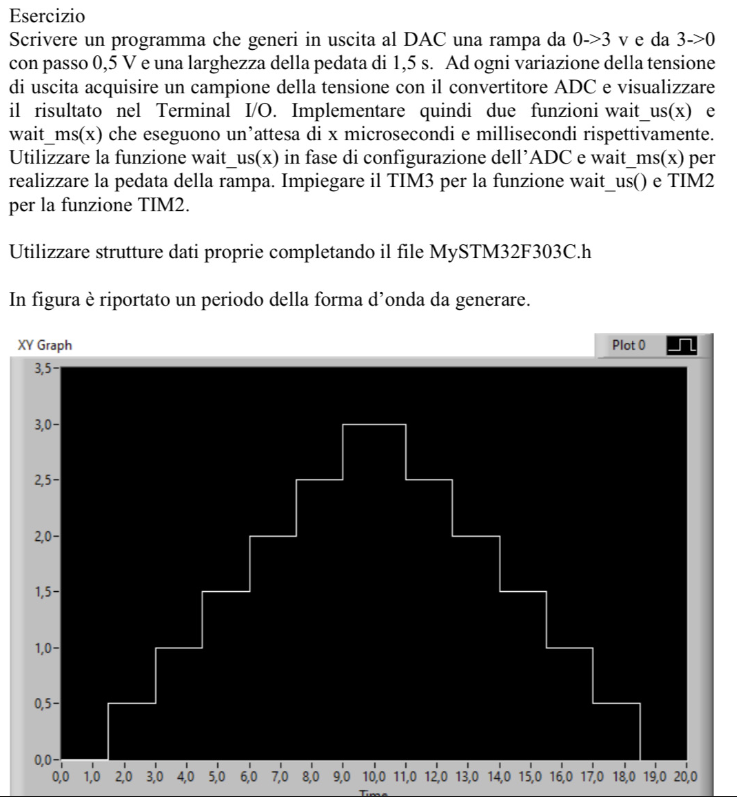 Esercizio
Scrivere un programma che generi in uscita al DAC una rampa da 0->3 v e da 3->0
con passo 0,5 V e una larghezza della pedata di 1,5 s. Ad ogni variazione della tensione
di uscita acquisire un campione della tensione con il convertitore ADC e visualizzare
il risultato nel Terminal I/O. Implementare quindi due funzioni wait_us(x) e
wait_ms(x) che eseguono un'attesa di x microsecondi e millisecondi rispettivamente.
Utilizzare la funzione wait_us(x) in fase di configurazione dell'ADC e wait_ms(x) per
realizzare la pedata della rampa. Impiegare il TIM3 per la funzione wait_us() e TIM2
per la funzione TIM2.
Utilizzare strutture dati proprie completando il file MySTM32F303C.h
In figura è riportato un periodo della forma d'onda da generare.
XY Graph
Plot 0
3,5
3,0
2,5
2,0
1,5
1,0
0,5
0,0
0,0 1,0 2,0 3,0 4,0 5,0 6,0 7,0 8,0 9,0 10,0 11,0 12,0 13,0 14,0 15,0 16,0 17,0 18,0 19,0 20,0
Time